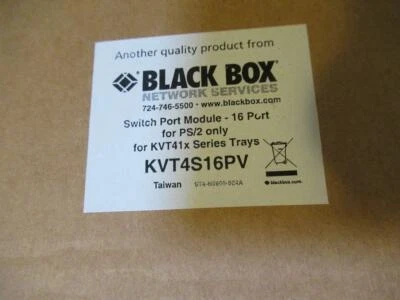 Another quality product from
BLACK BOX
NETWORK SERVICES
724-746-5500 • www.blackbox.com
Switch Port Module - 16 Port
for PS/2 only
for KVT41x Series Trays
KVT4S16PV
Taiwan
blackbox.com